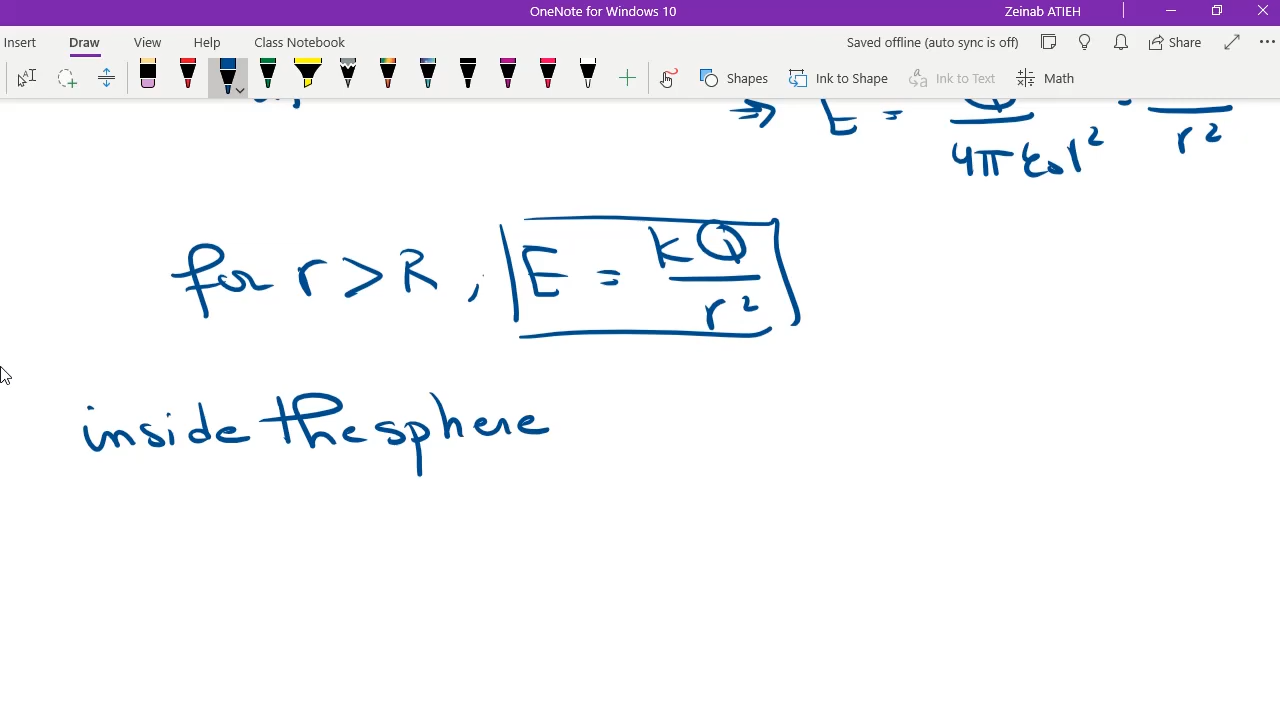 OneNote for Windows 10
Zeinab ATIEH
Insert Draw View Help Class Notebook
Saved offline (auto sync is off) Share
Shapes Ink to Shape Ink to Text Math
⇒ E = Q/4πε₀r² = /r²
for r > R, E = kQ/r²
inside the sphere